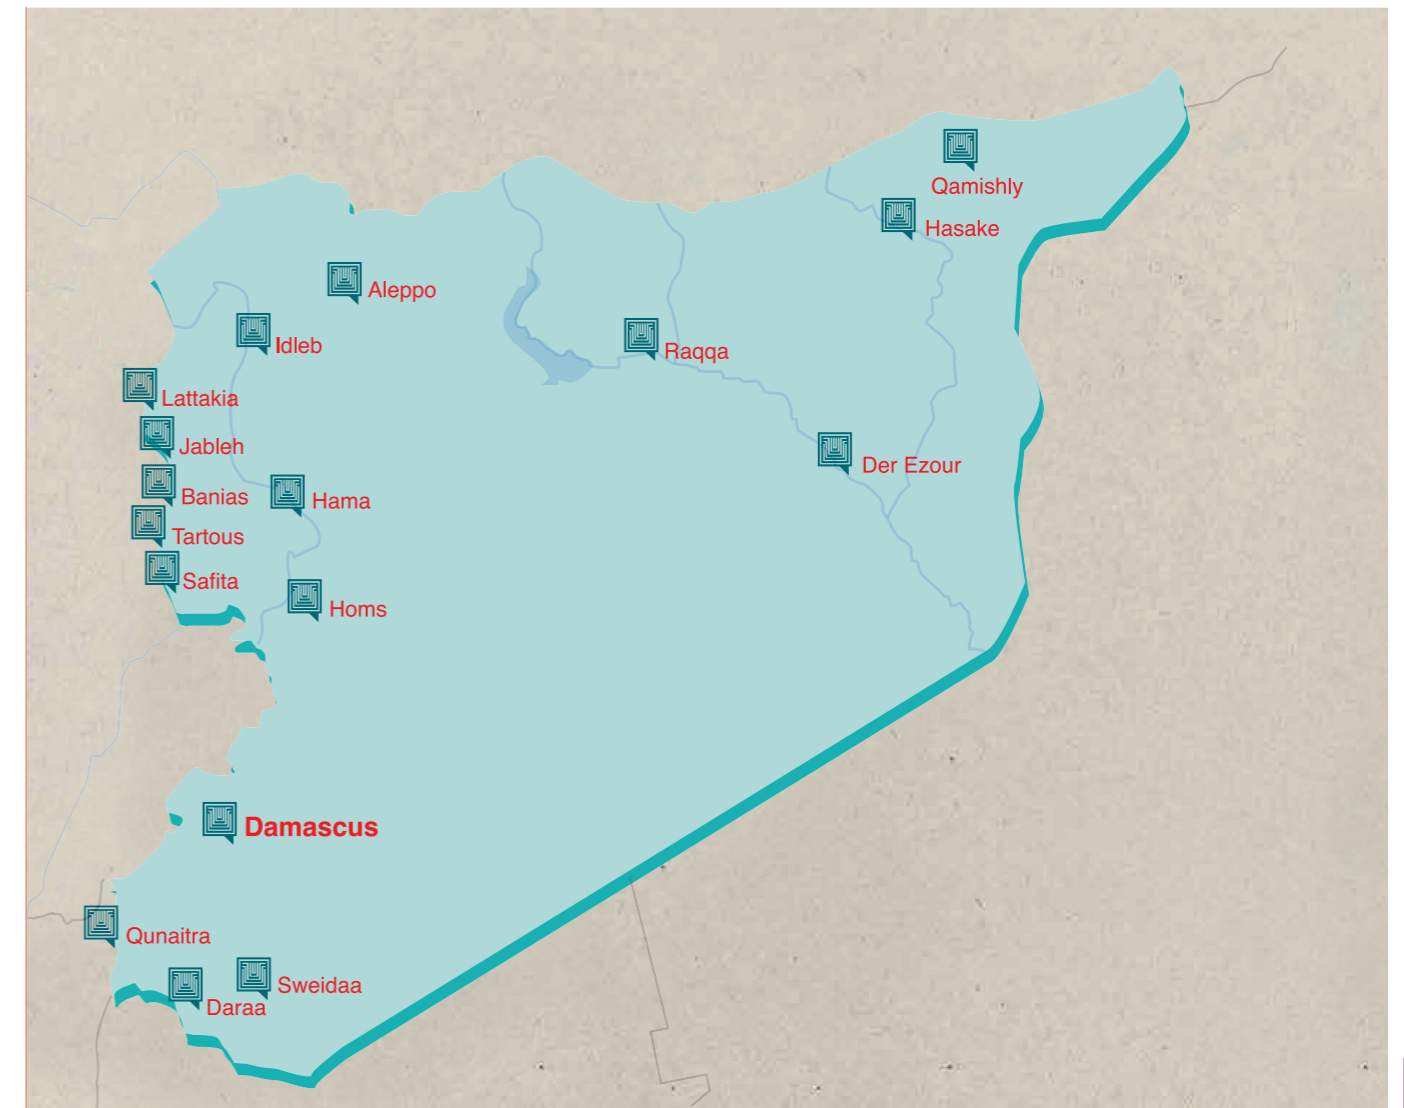 Qamishly
Hasake
Aleppo
Idleb
Raqqa
Lattakia
Jableh
Der Ezour
Banias
Hama
Tartous
Safita
Homs
Damascus
Qunaitra
Sweidaa
Daraa